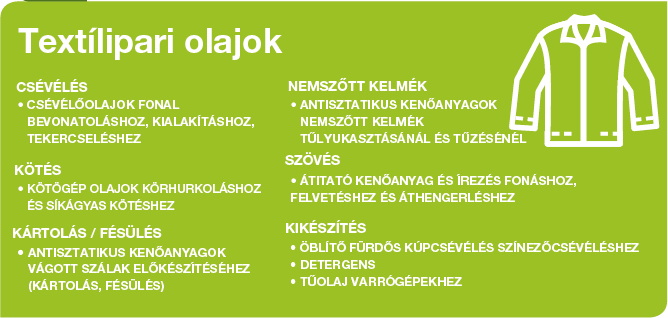 Textílipari olajok
CSÉVÉLÉS
• CSÉVÉLŐOLAJOK FONAL
BEVONATOLÁSHOZ, KIALAKÍTÁSHOZ,
TEKERCSELÉSHEZ
KÖTÉS
• KÖTŐGÉP OLAJOK KÖRHURKOLÁSHOZ
ÉS SÍKÁGYAS KÖTÉSHEZ
KÁRTOLÁS / FÉSÜLÉS
• ANTISZTATIKUS KENŐANYAGOK
VÁGOTT SZÁLAK ELŐKÉSZÍTÉSÉHEZ
(KÁRTOLÁS, FÉSÜLÉS)
NEMSZŐTT KELMÉK
• ANTISZTATIKUS KENŐANYAGOK
NEMSZŐTT KELMÉK
TŰLYUKASZTÁSÁNÁL ÉS TŰZÉSÉNÉL
SZÖVÉS
• ÁTITATÓ KENŐANYAG ÉS ÍREZÉS FONÁSHOZ,
FELVETÉSHEZ ÉS ÁTHENGERLÉSHEZ
KIKÉSZÍTÉS
• ÖBLÍTŐ FÜRDŐS KÚPCSÉVÉLÉS SZÍNEZŐCSÉVÉLÉSHEZ
• DETERGENS
• TŰOLAJ VARRÓGÉPEKHEZ